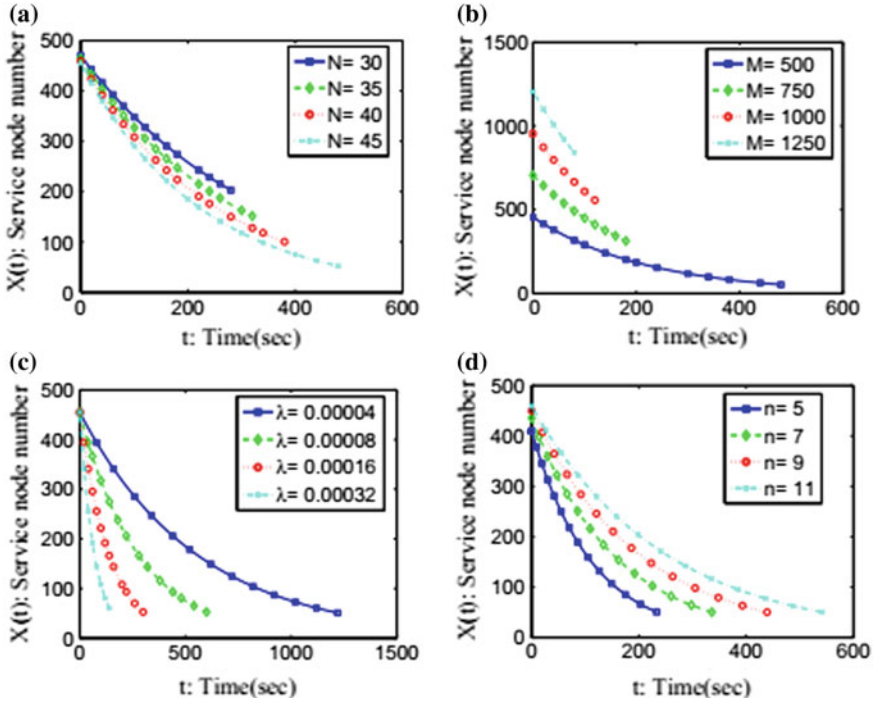 (a)
X(t): Service node number
500
400
300
200
100
0
0 200 400 600
t: Time(sec)
N= 30
N= 35
N= 40
N= 45
(b)
X(t): Service node number
1500
1000
500
0
0 200 400 600
t: Time(sec)
M= 500
M= 750
M= 1000
M= 1250
(c)
X(t): Service node number
500
400
300
200
100
0
0 500 1000 1500
t: Time(sec)
λ= 0.00004
λ= 0.00008
λ= 0.00016
λ= 0.00032
(d)
X(t): Service node number
500
400
300
200
100
0
0 200 400 600
t: Time(sec)
n= 5
n= 7
n= 9
n= 11